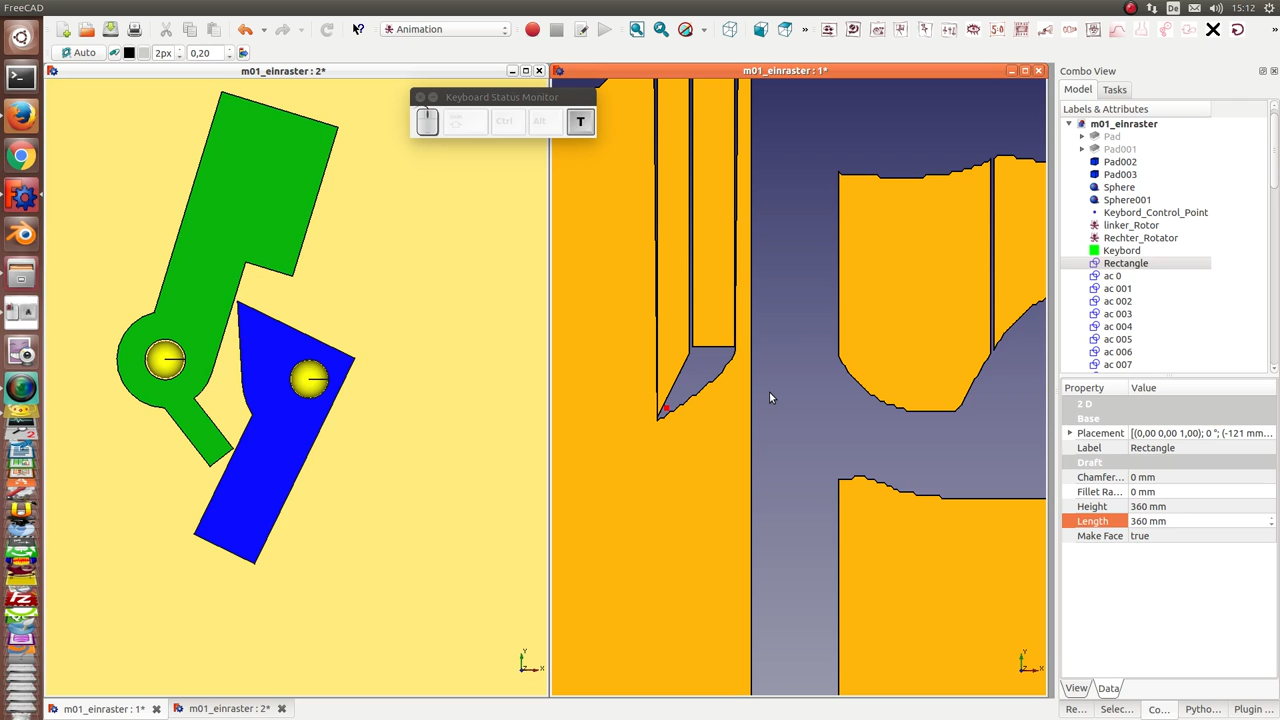 FreeCAD
De
15:12
Animation
Auto
2px
0,20
m01_einraster : 2*
m01_einraster : 1*
Keyboard Status Monitor
Ctrl
Alt
T
Y
X
Y
X
Combo View
Model
Tasks
Labels & Attributes
m01_einraster
Pad
Pad001
Pad002
Pad003
Sphere
Sphere001
Keybord_Control_Point
linker_Rotor
Rechter_Rotator
Keybord
Rectangle
ac 0
ac 001
ac 002
ac 003
ac 004
ac 005
ac 006
ac 007
Property Value
2 D
Base
Placement [(0,00 0,00 1,00); 0 °; (-121 mm...
Label Rectangle
Draft
Chamfer... 0 mm
Fillet Ra... 0 mm
Height 360 mm
Length 360 mm
Make Face true
View
Data
m01_einraster : 1*
m01_einraster : 2*
Re...
Selec...
Co...
Pytho...
Plugin ...